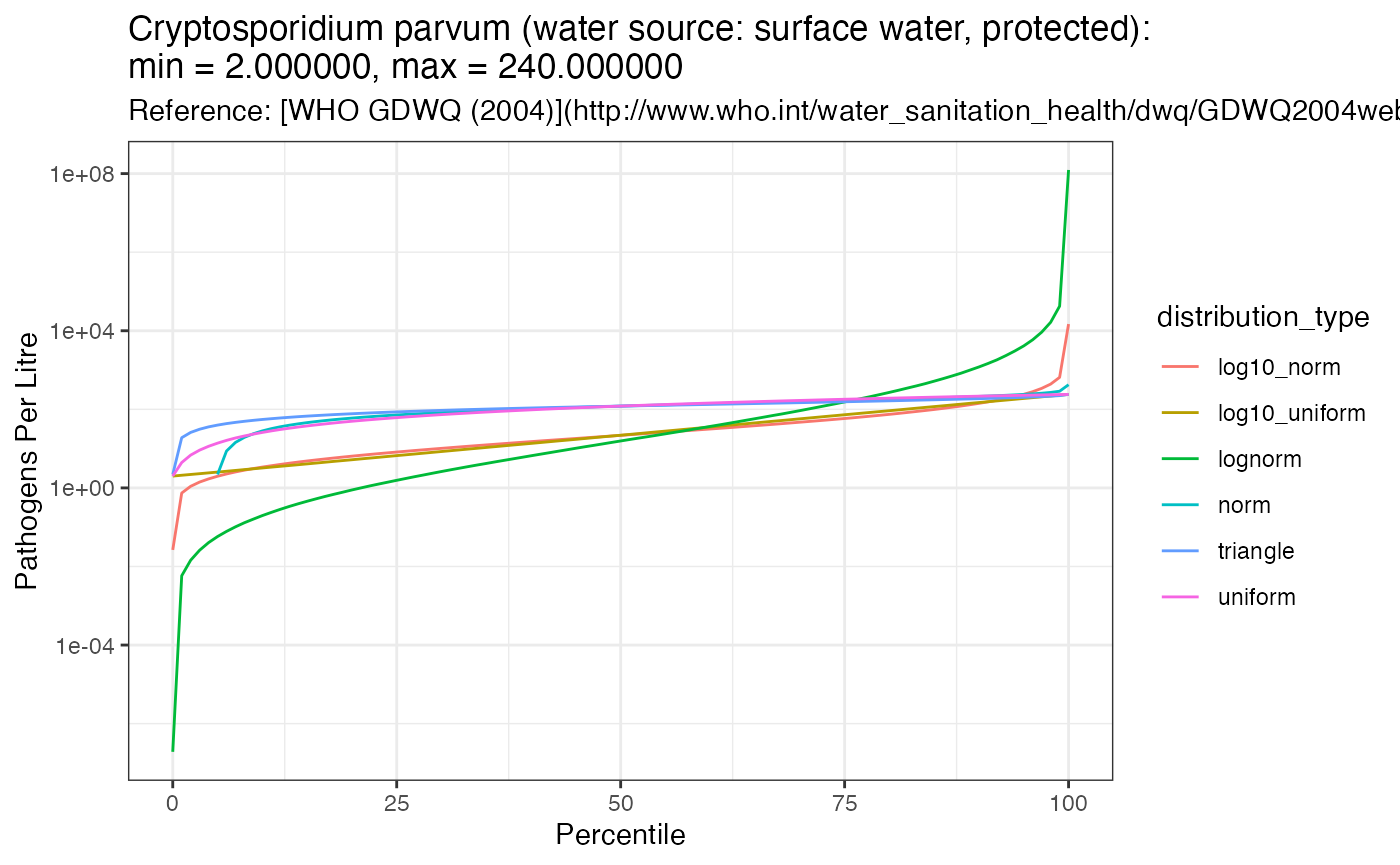 Cryptosporidium parvum (water source: surface water, protected):
min = 2.000000, max = 240.000000
Reference: [WHO GDWQ (2004)](http://www.who.int/water_sanitation_health/dwq/GDWQ2004web
1e+08
1e+04
1e+00
1e-04
Pathogens Per Litre
0 25 50 75 100
Percentile
distribution_type
log10_norm
log10_uniform
lognorm
norm
triangle
uniform